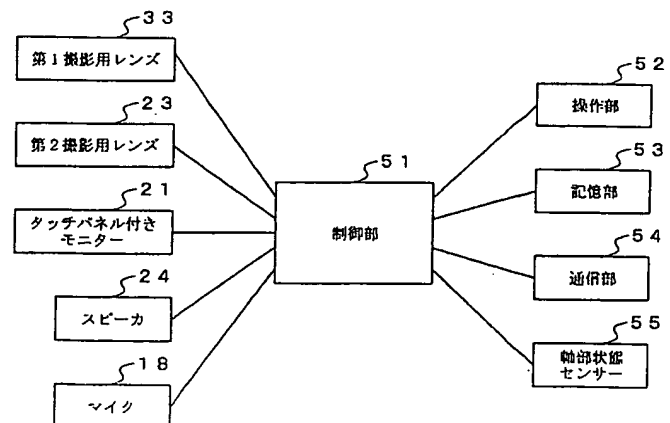 33
第1撮影用レンズ
23
第2撮影用レンズ
21
タッチパネル付き
モニター
24
スピーカ
18
マイク
51
制御部
52
操作部
53
記憶部
54
通信部
55
軸部状態
センサー